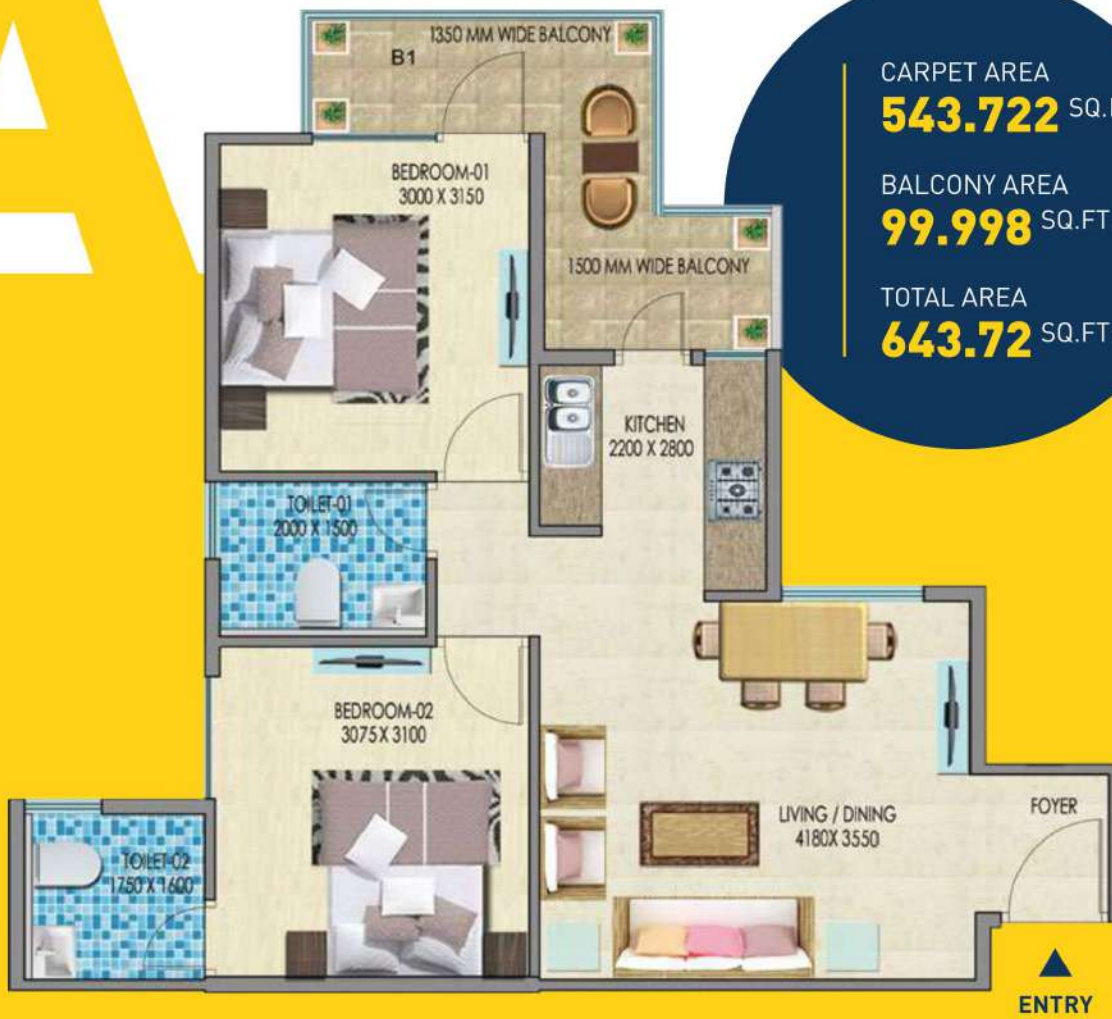 A
1350 MM WIDE BALCONY
B1
CARPET AREA
543.722 SQ.
BALCONY AREA
99.998 SQ.FT
TOTAL AREA
643.72 SQ.FT
BEDROOM-01
3000 X 3150
1500 MM WIDE BALCONY
KITCHEN
2200 X 2800
TOILET-01
2000 X 1500
BEDROOM-02
3075 X 3100
LIVING / DINING
4180X 3550
FOYER
TOILET-02
1750 X 1600
ENTRY